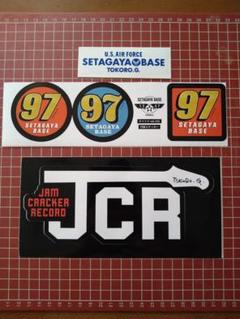 U.S. AIR FORCE
SETAGAYA BASE
TOKORO.G.
97
SETAGAYA
BASE
97
SETAGAYA
BASE
SETAGAYA BASE
97
SETAGAYA
BASE
JAM
CRACKER
RECORD
JCR
TOKORO.G.